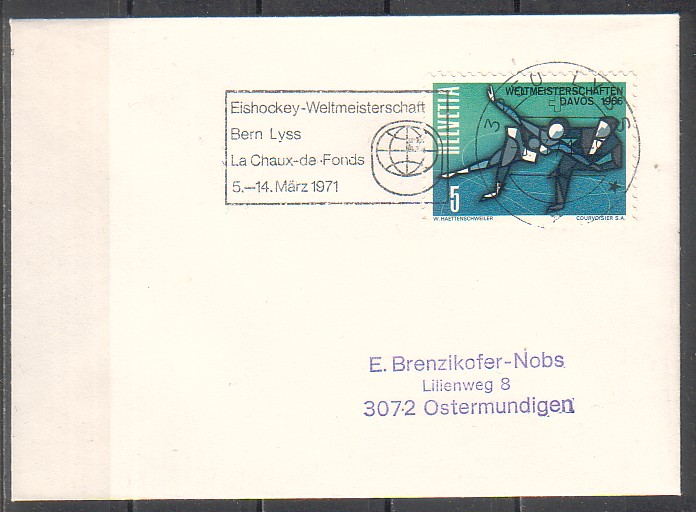 Eishockey-Weltmeisterschaft
Bern Lyss
La Chaux-de-Fonds
5.—14. März 1971
HELVETIA
WELTMEISTERSCHAFTEN
DAVOS 1966
5
W. HAETTENSCHWEILER
COURVOISIER S.A.
LYSS
E. Brenzikofer-Nobs
Lilienweg 8
3072 Ostermundigen